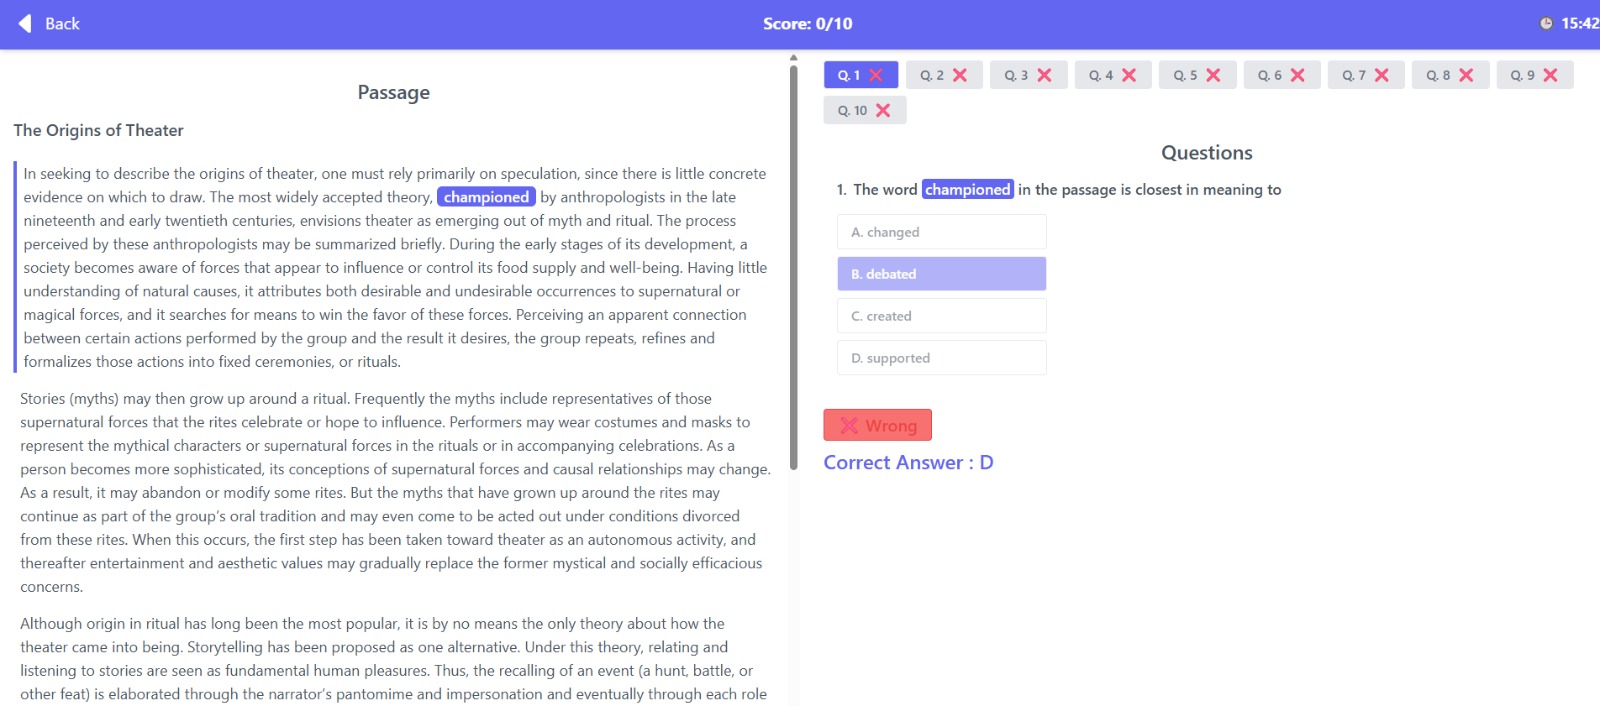 Back
Score: 0/10
15:42
Passage
The Origins of Theater
In seeking to describe the origins of theater, one must rely primarily on speculation, since there is little concrete
evidence on which to draw. The most widely accepted theory, championed by anthropologists in the late
nineteenth and early twentieth centuries, envisions theater as emerging out of myth and ritual. The process
perceived by these anthropologists may be summarized briefly. During the early stages of its development, a
society becomes aware of forces that appear to influence or control its food supply and well-being. Having little
understanding of natural causes, it attributes both desirable and undesirable occurrences to supernatural or
magical forces, and it searches for means to win the favor of these forces. Perceiving an apparent connection
between certain actions performed by the group and the result it desires, the group repeats, refines and
formalizes those actions into fixed ceremonies, or rituals.
Stories (myths) may then grow up around a ritual. Frequently the myths include representatives of those
supernatural forces that the rites celebrate or hope to influence. Performers may wear costumes and masks to
represent the mythical characters or supernatural forces in the rituals or in accompanying celebrations. As a
person becomes more sophisticated, its conceptions of supernatural forces and causal relationships may change.
As a result, it may abandon or modify some rites. But the myths that have grown up around the rites may
continue as part of the group's oral tradition and may even come to be acted out under conditions divorced
from these rites. When this occurs, the first step has been taken toward theater as an autonomous activity, and
thereafter entertainment and aesthetic values may gradually replace the former mystical and socially efficacious
concerns.
Although origin in ritual has long been the most popular, it is by no means the only theory about how the
theater came into being. Storytelling has been proposed as one alternative. Under this theory, relating and
listening to stories are seen as fundamental human pleasures. Thus, the recalling of an event (a hunt, battle, or
other feat) is elaborated through the narrator's pantomime and impersonation and eventually through each role
Q. 1 Q. 2 Q. 3 Q. 4 Q. 5 Q. 6 Q. 7 Q. 8 Q. 9
Q. 10
Questions
1. The word championed in the passage is closest in meaning to
A. changed
B. debated
C. created
D. supported
Wrong
Correct Answer : D